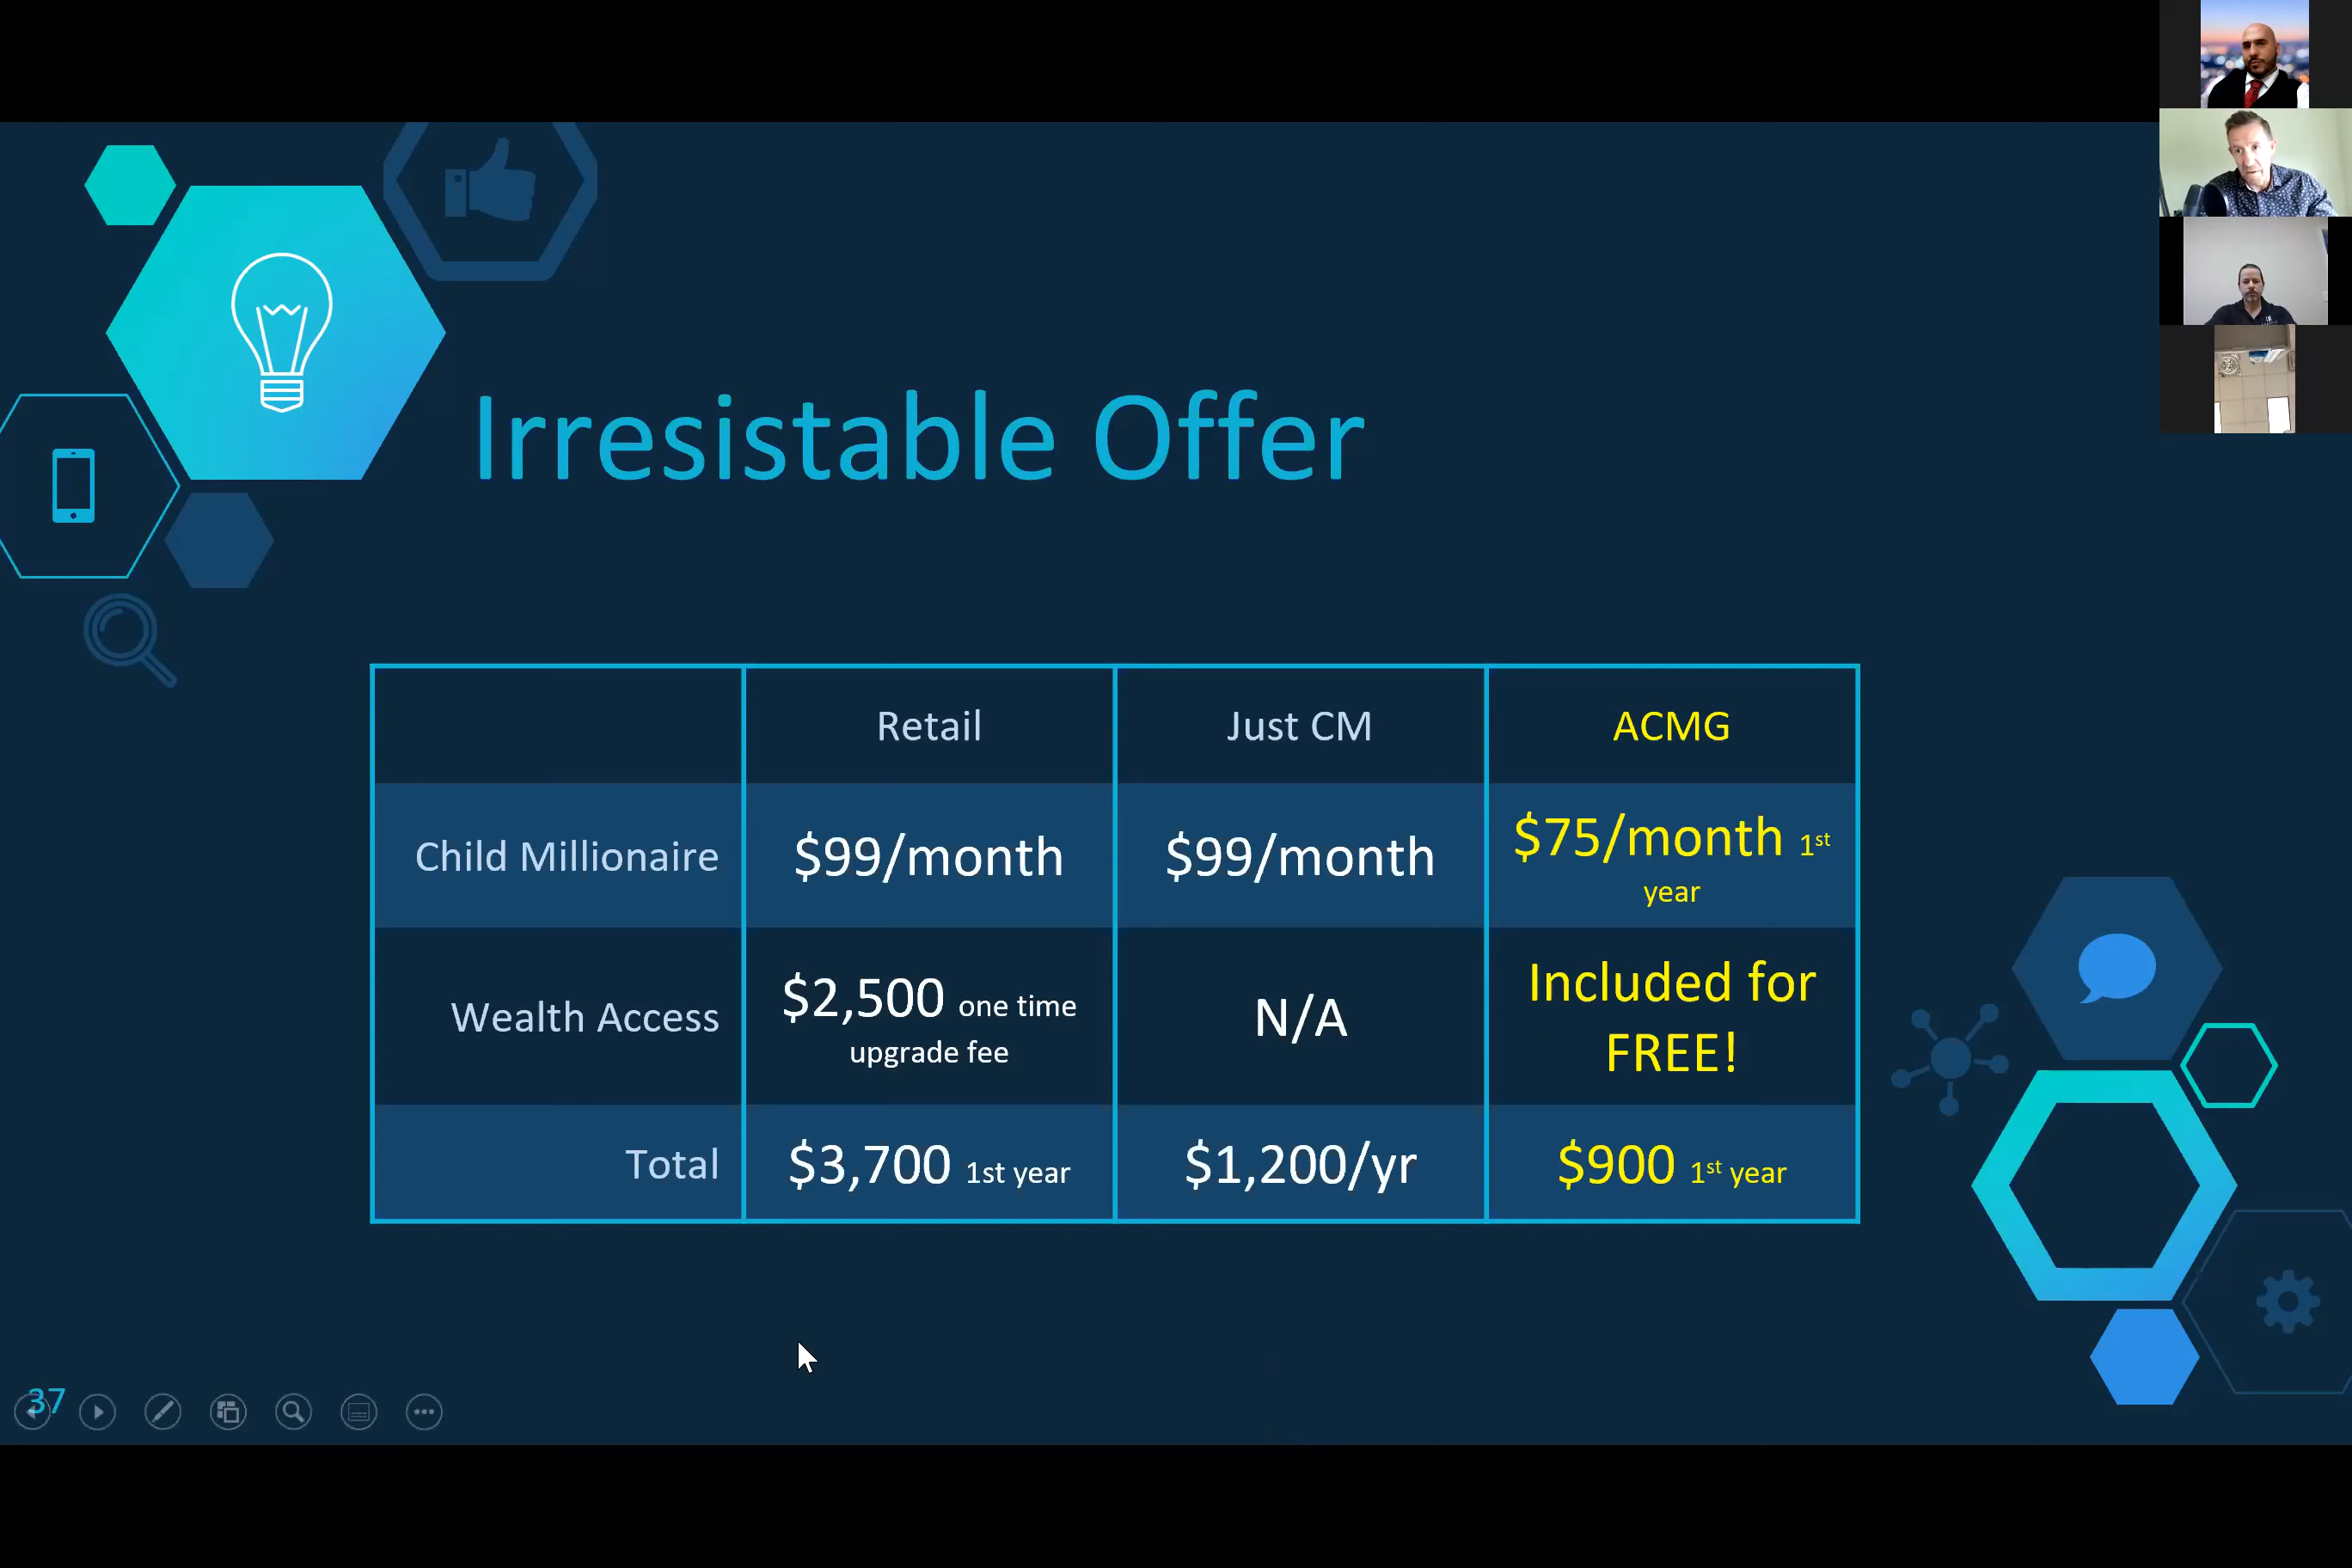 Irresistable Offer
Retail Just CM ACMG
Child Millionaire $99/month $99/month $75/month 1st
year
Wealth Access $2,500 one time
upgrade fee
N/A
Included for
FREE!
Total $3,700 1st year $1,200/yr $900 1st year
37